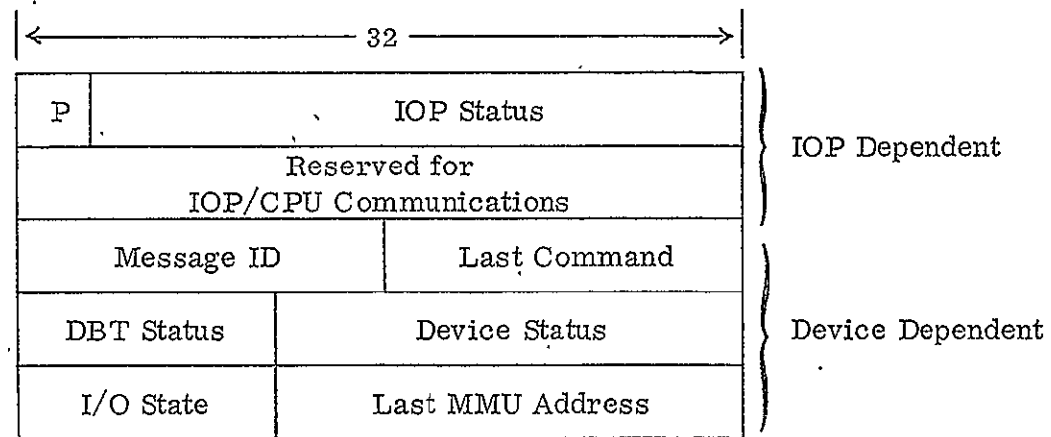 32
P IOP Status
Reserved for
IOP/CPU Communications
IOP Dependent
Message ID Last Command
DBT Status Device Status
Device Dependent
I/O State Last MMU Address